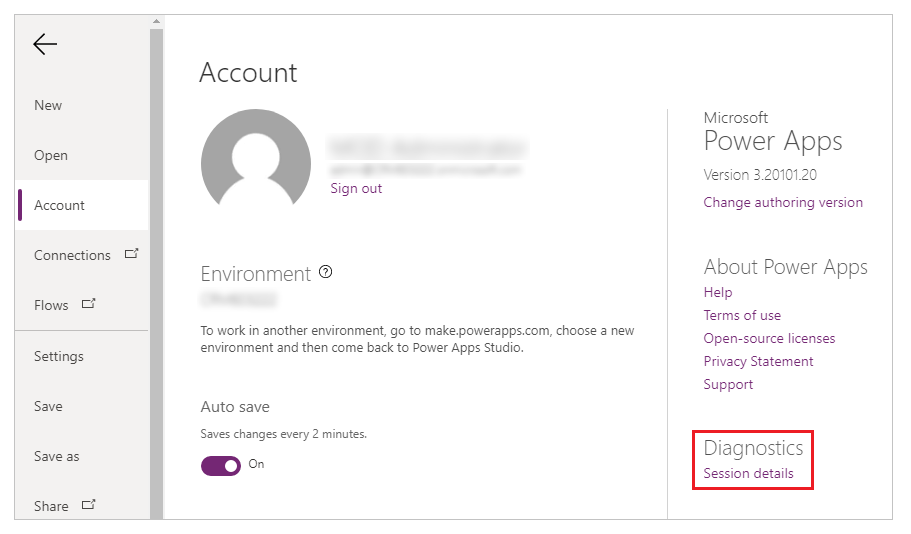 New
Open
Account
Connections
Flows
Settings
Save
Save as
Share
Account
Sign out
Environment
To work in another environment, go to make.powerapps.com, choose a new
environment and then come back to Power Apps Studio.
Auto save
Saves changes every 2 minutes.
On
Microsoft
Power Apps
Version 3.20101.20
Change authoring version
About Power Apps
Help
Terms of use
Open-source licenses
Privacy Statement
Support
Diagnostics
Session details